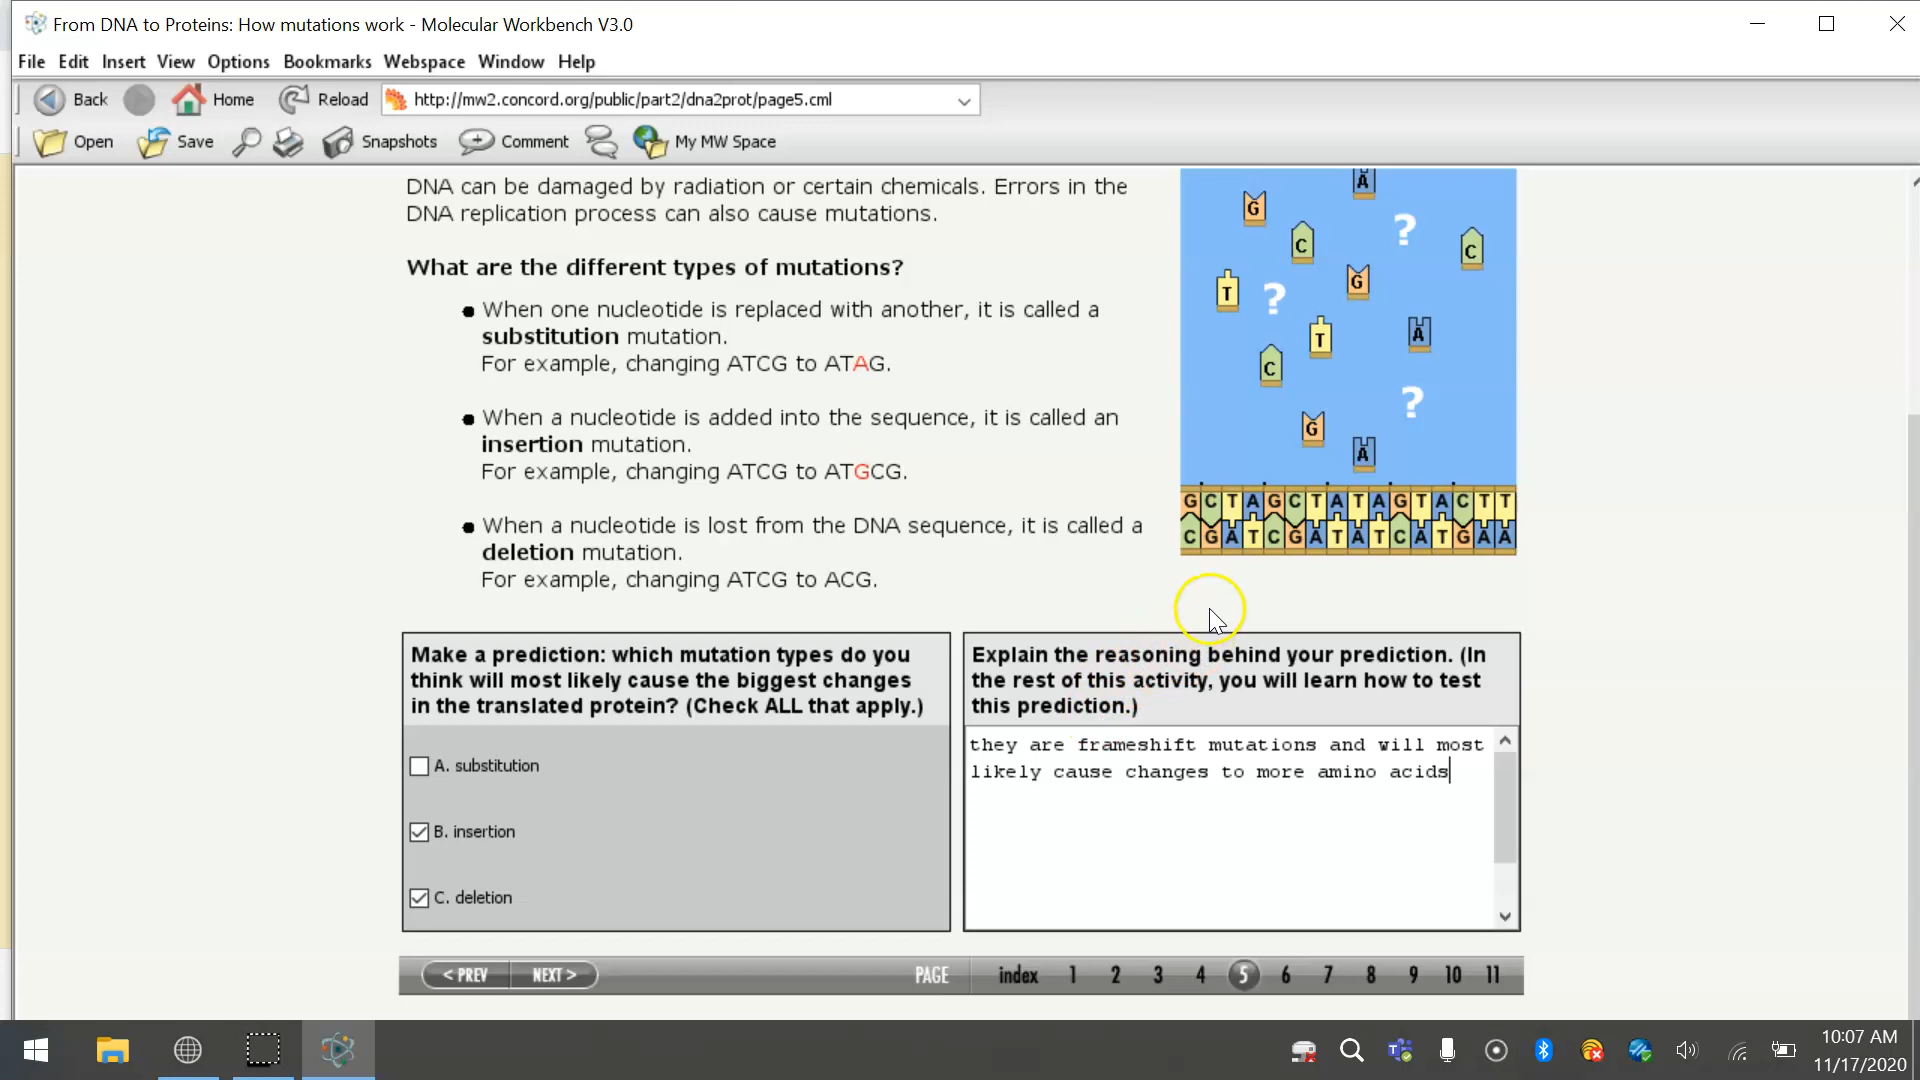 From DNA to Proteins: How mutations work - Molecular Workbench V3.0
File Edit Insert View Options Bookmarks Webspace Window Help
Back Home Reload http://mw2.concord.org/public/part2/dna2prot/page5.cml
Open Save Snapshots Comment My MW Space
DNA can be damaged by radiation or certain chemicals. Errors in the
DNA replication process can also cause mutations.
What are the different types of mutations?
When one nucleotide is replaced with another, it is called a
substitution mutation.
For example, changing ATCG to ATAG.
When a nucleotide is added into the sequence, it is called an
insertion mutation.
For example, changing ATCG to ATGCG.
When a nucleotide is lost from the DNA sequence, it is called a
deletion mutation.
For example, changing ATCG to ACG.
A
G
?
C
C
G
T
?
T
A
C
?
G
A
G C T A G C T A T A G T A C T T
C G A T C G A T A T C A T G A A
Make a prediction: which mutation types do you
think will most likely cause the biggest changes
in the translated protein? (Check ALL that apply.)
A. substitution
B. insertion
C. deletion
Explain the reasoning behind your prediction. (In
the rest of this activity, you will learn how to test
this prediction.)
they are frameshift mutations and will most
likely cause changes to more amino acids
< PREV NEXT > PAGE index 1 2 3 4 5 6 7 8 9 10 11
10:07 AM
11/17/2020